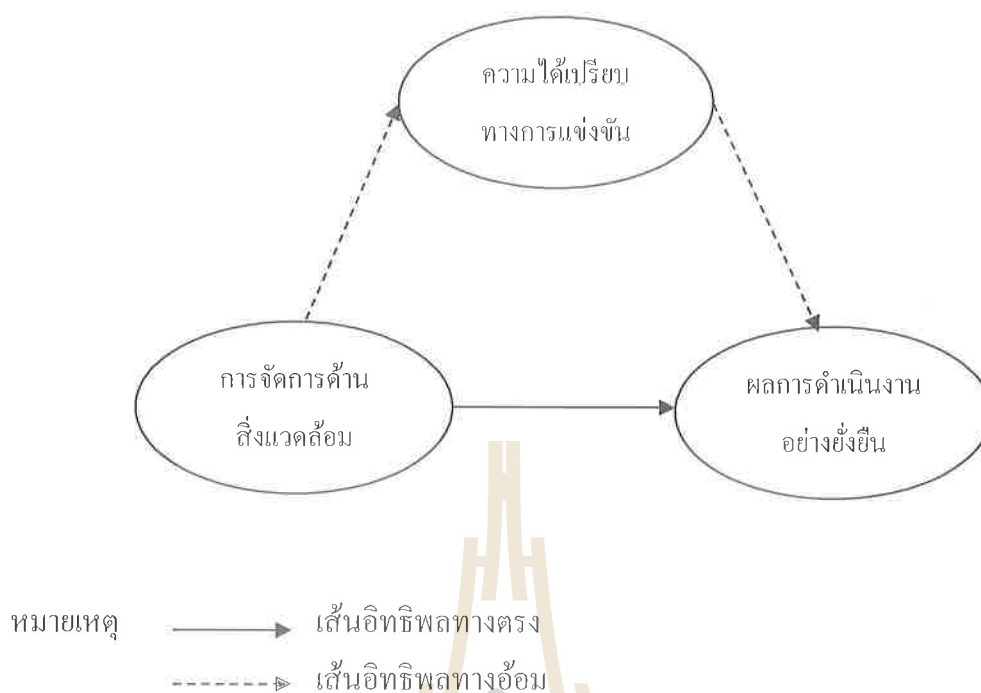 ความได้เปรียบ
ทางการแข่งขัน
การจัดการด้าน
สิ่งแวดล้อม
ผลการดำเนินงาน
อย่างยั่งยืน
หมายเหตุ เส้นอิทธิพลทางตรง
เส้นอิทธิพลทางอ้อม